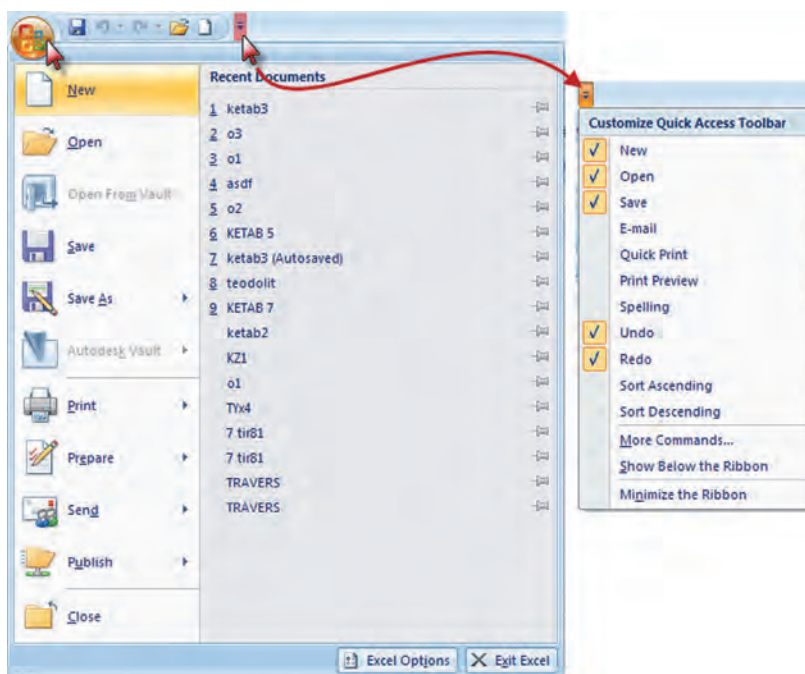 New
Open
Open From Vault
Save
Save As
Autodesk Vault
Print
Prepare
Send
Publish
Close
Recent Documents
1 ketab3
2 o3
3 o1
4 asdf
5 o2
6 KETAB 5
7 ketab3 (Autosaved)
8 teodolit
9 KETAB 7
ketab2
KZ1
o1
TYx4
7 tir81
7 tir81
TRAVERS
TRAVERS
Excel Options
Exit Excel
Customize Quick Access Toolbar
New
Open
Save
E-mail
Quick Print
Print Preview
Spelling
Undo
Redo
Sort Ascending
Sort Descending
More Commands...
Show Below the Ribbon
Minimize the Ribbon